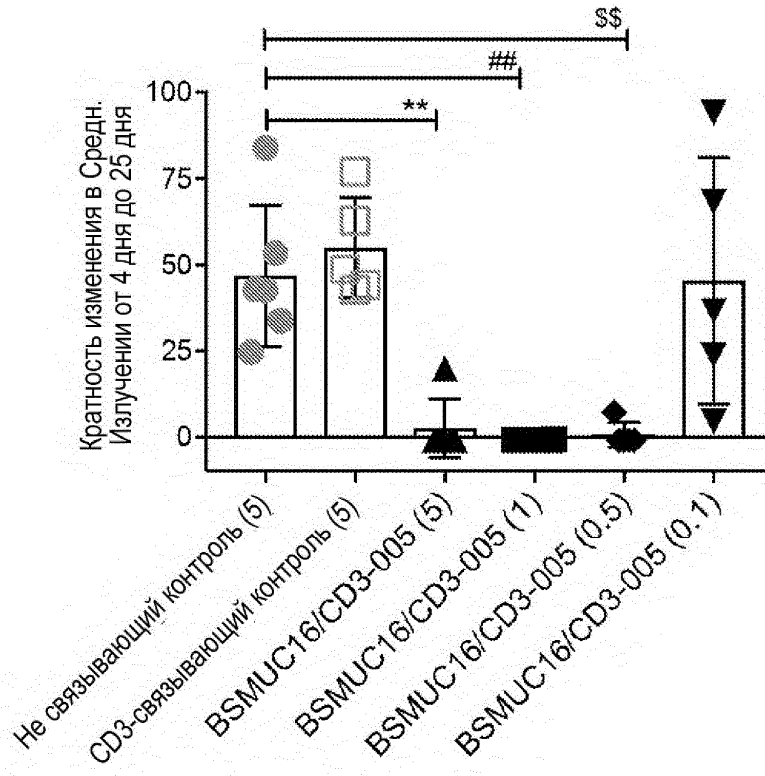 $$
##
**
Кратность изменения в Средн.
Излучении от 4 дня до 25 дня
100
75
50
25
0
Не связывающий контроль (5)
CD3-связывающий контроль (5)
BSMUC16/CD3-005 (5)
BSMUC16/CD3-005 (1)
BSMUC16/CD3-005 (0.5)
BSMUC16/CD3-005 (0.1)